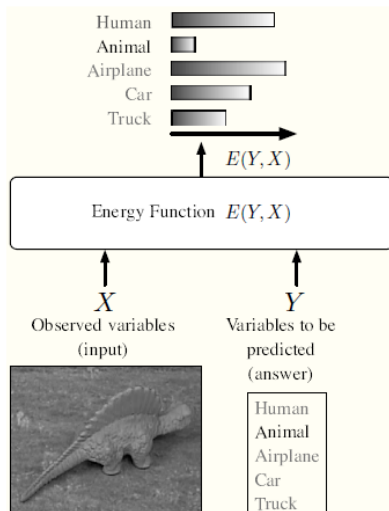 Human
Animal
Airplane
Car
Truck
E(Y, X)
Energy Function E(Y, X)
X
Observed variables
(input)
Y
Variables to be
predicted
(answer)
Human
Animal
Airplane
Car
Truck